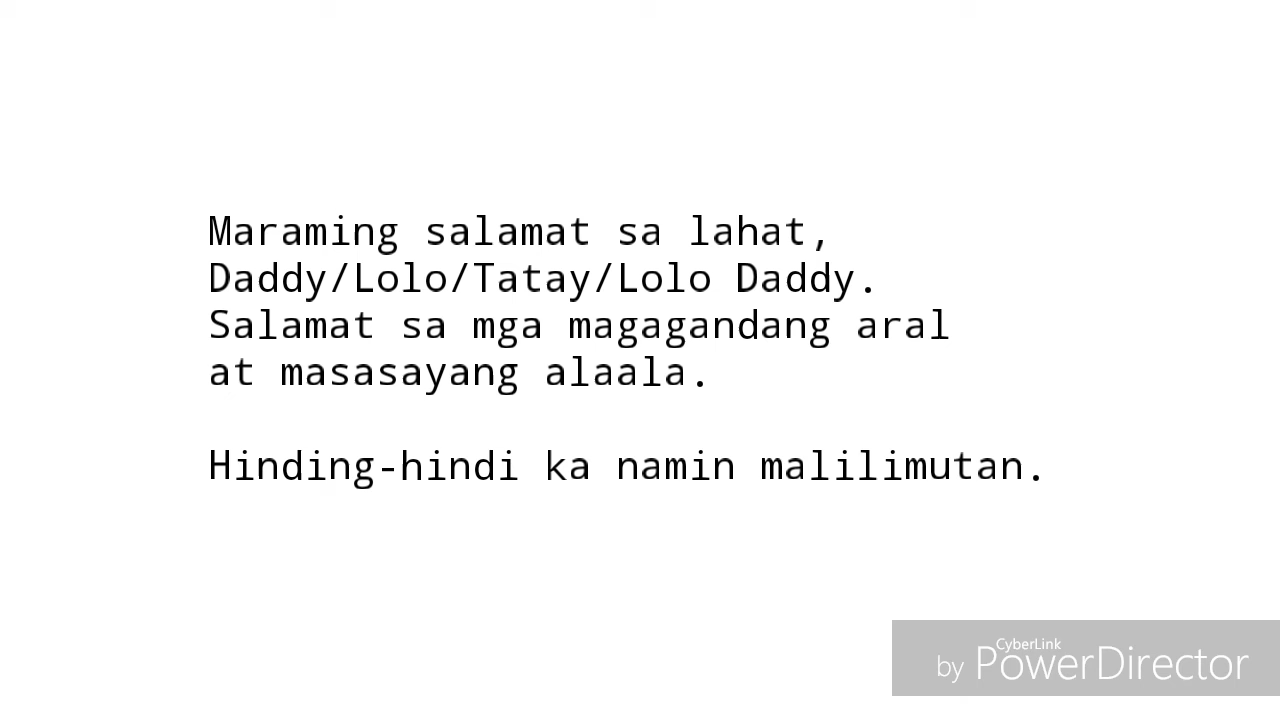 Maraming salamat sa lahat,
Daddy/Lolo/Tatay/Lolo Daddy.
Salamat sa mga magagandang aral
at masasayang alaala.
Hinding-hindi ka namin malilimutan.
CyberLink
by PowerDirector